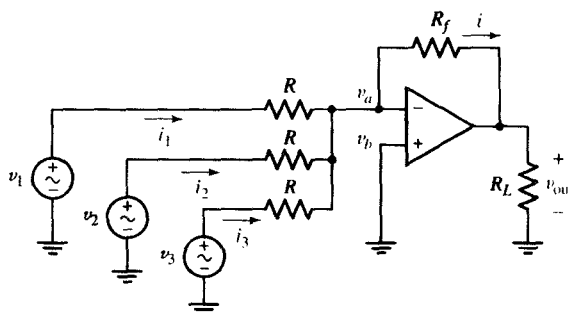 R_f i
R v_a −
i_1
v_b +
R
+ ~ −
v_1
i_2
R
R_L + v_ou −
+ ~ −
v_2
i_3
+ ~ −
v_3